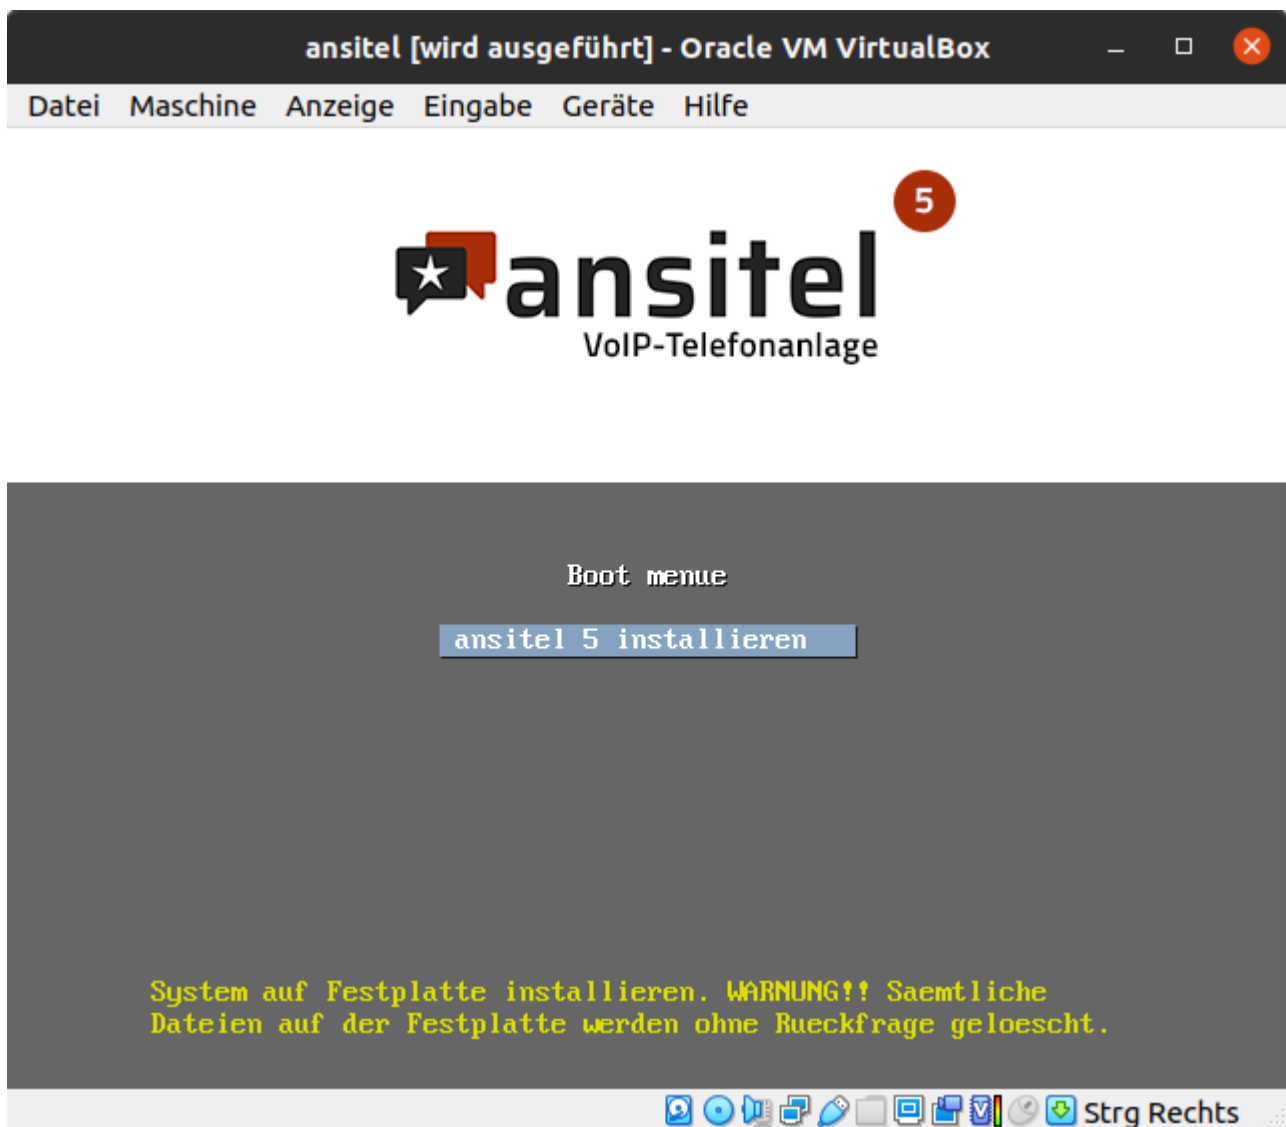 ansitel [wird ausgeführt] - Oracle VM VirtualBox
Datei Maschine Anzeige Eingabe Geräte Hilfe
5
ansitel
VoIP-Telefonanlage
Boot menue
ansitel 5 installieren
System auf Festplatte installieren. WARNUNG!! Saemtliche
Dateien auf der Festplatte werden ohne Rueckfrage geloescht.
Strg Rechts